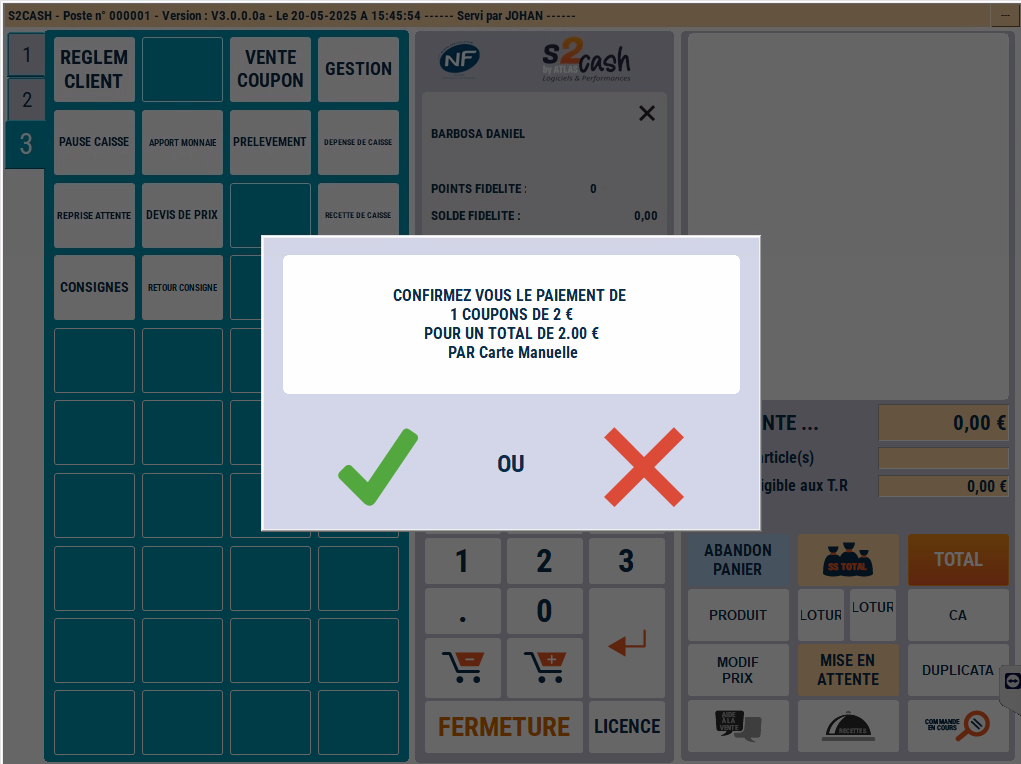 S2CASH - Poste n° 000001 - Version : V3.0.0.0a - Le 20-05-2025 A 15:45:54 ------ Servi par JOHAN ------
1
2
3
REGLEM
CLIENT
VENTE
COUPON
GESTION
PAUSE CAISSE
APPORT MONNAIE
PRELEVEMENT
DEPENSE DE CAISSE
REPRISE ATTENTE
DEVIS DE PRIX
RECETTE DE CAISSE
CONSIGNES
RETOUR CONSIGNE
NF
S2cash
by ATLAS
Logiciels & Performances
BARBOSA DANIEL
POINTS FIDELITE : 0
SOLDE FIDELITE : 0,00
CONFIRMEZ VOUS LE PAIEMENT DE
1 COUPONS DE 2 €
POUR UN TOTAL DE 2.00 €
PAR Carte Manuelle
OU
NTE ... 0,00 €
rticle(s)
igible aux T.R 0,00 €
1
2
3
.
0
FERMETURE
LICENCE
ABANDON
PANIER
SS TOTAL
TOTAL
PRODUIT
LOTUR
LOTUR
CA
MODIF
PRIX
MISE EN
ATTENTE
DUPLICATA
AIDE
À LA
VENTE
RECETTES
COMMANDE
EN COURS